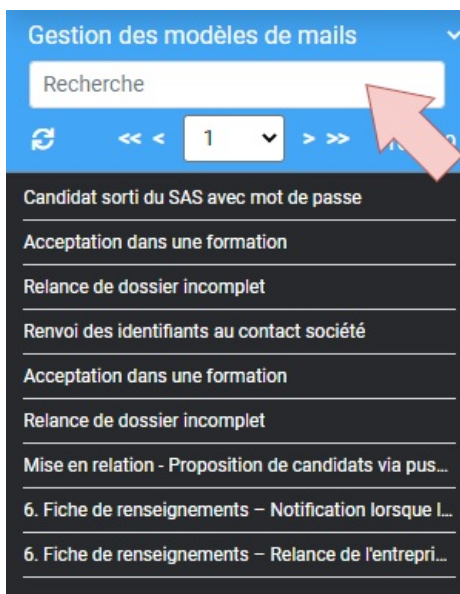 Gestion des modèles de mails
Recherche
<< < 1 > >>
Candidat sorti du SAS avec mot de passe
Acceptation dans une formation
Relance de dossier incomplet
Renvoi des identifiants au contact société
Acceptation dans une formation
Relance de dossier incomplet
Mise en relation - Proposition de candidats via pus...
6. Fiche de renseignements – Notification lorsque l...
6. Fiche de renseignements – Relance de l'entrepri...